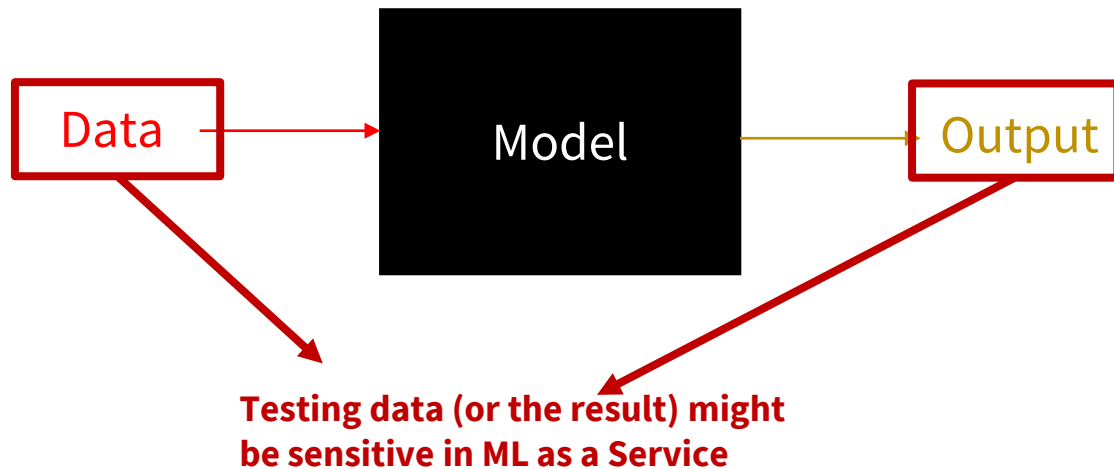 Data
Model
Output
Testing data (or the result) might
be sensitive in ML as a Service